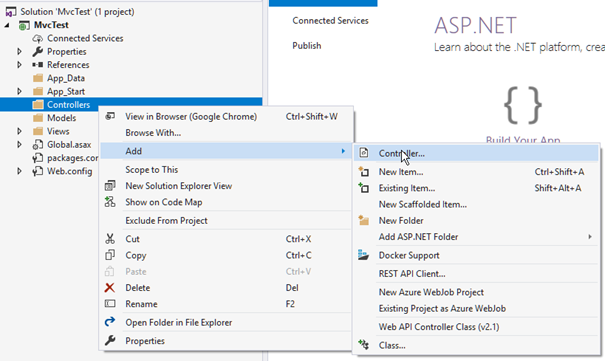 Solution 'MvcTest' (1 project)
MvcTest
Connected Services
Properties
References
App_Data
App_Start
Controllers
Models
Views
Global.asax
packages.con
Web.config
Connected Services
Publish
ASP.NET
Learn about the .NET platform, crea
{ }
Build Your App
View in Browser (Google Chrome) Ctrl+Shift+W
Browse With...
Add
Scope to This
New Solution Explorer View
Show on Code Map
Exclude From Project
Cut Ctrl+X
Copy Ctrl+C
Paste Ctrl+V
Delete Del
Rename F2
Open Folder in File Explorer
Properties
Controller...
New Item... Ctrl+Shift+A
Existing Item... Shift+Alt+A
New Scaffolded Item...
New Folder
Add ASP.NET Folder
Docker Support
REST API Client...
New Azure WebJob Project
Existing Project as Azure WebJob
Web API Controller Class (v2.1)
Class...